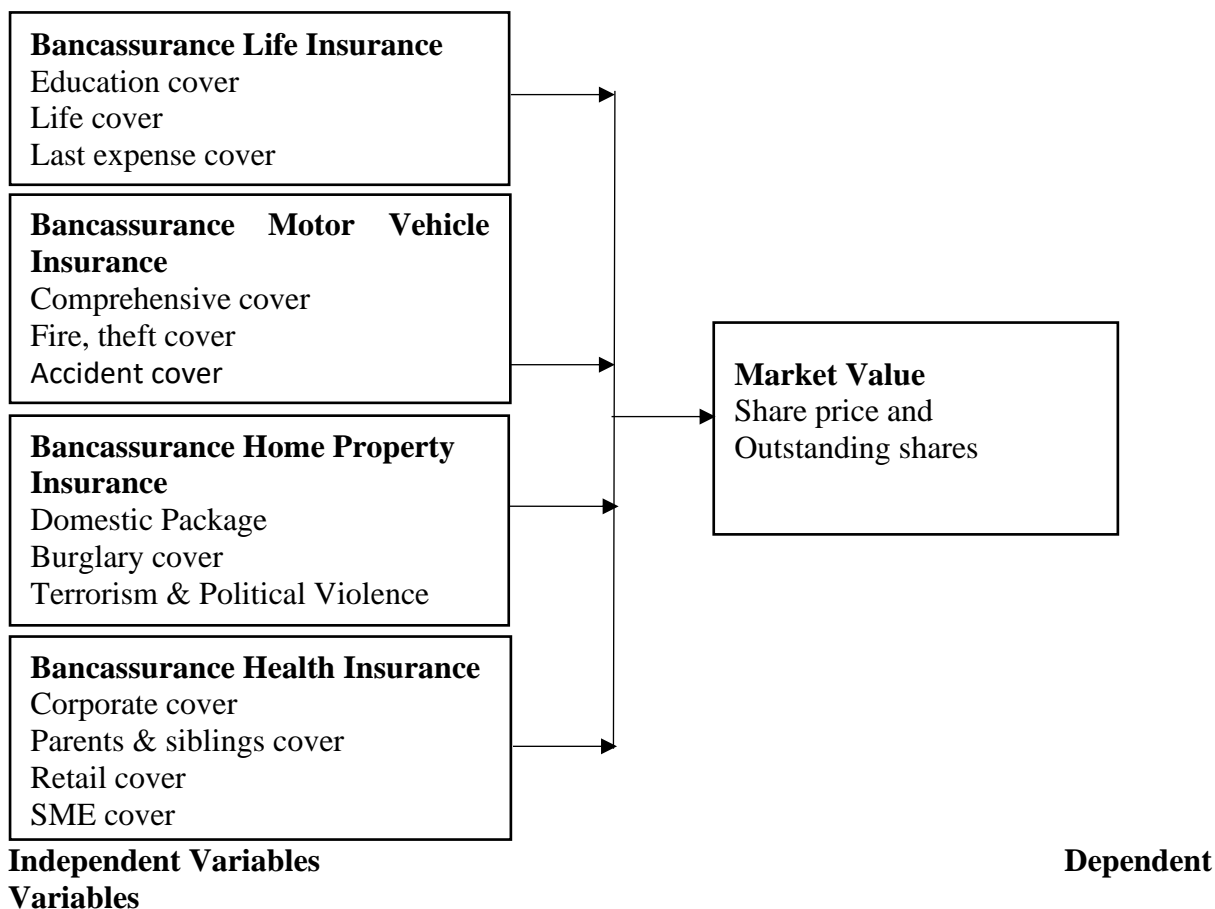 Bancassurance Life Insurance
Education cover
Life cover
Last expense cover
Bancassurance Motor Vehicle
Insurance
Comprehensive cover
Fire, theft cover
Accident cover
Bancassurance Home Property
Insurance
Domestic Package
Burglary cover
Terrorism & Political Violence
Bancassurance Health Insurance
Corporate cover
Parents & siblings cover
Retail cover
SME cover
Market Value
Share price and
Outstanding shares
Independent Variables Dependent
Variables